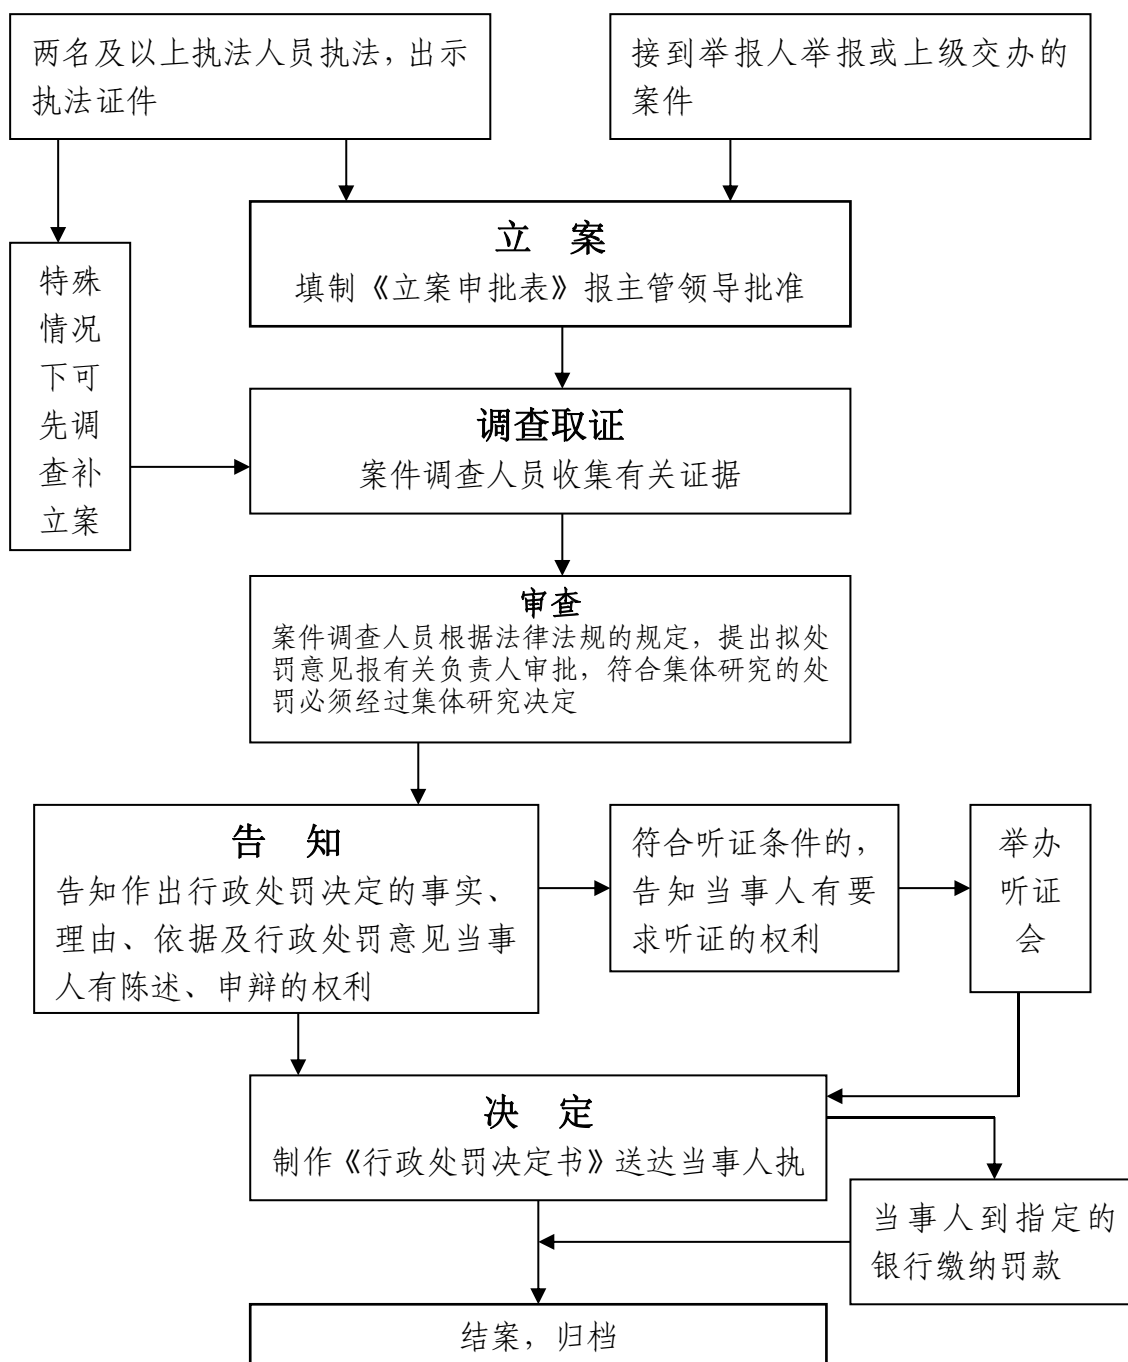 两名及以上执法人员执法，出示
执法证件
接到举报人举报或上级交办的
案件
立 案
填制《立案申批表》报主管领导批准
特殊
情况
下可
先调
查补
立案
调查取证
案件调查人员收集有关证据
审查
案件调查人员根据法律法规的规定，提出拟处
罚意见报有关负责人审批，符合集体研究的处
罚必须经过集体研究决定
告 知
告知作出行政处罚决定的事实、
理由、依据及行政处罚意见当事
人有陈述、申辩的权利
符合听证条件的，
告知当事人有要
求听证的权利
举办
听证
会
决 定
制作《行政处罚决定书》送达当事人执
当事人到指定的
银行缴纳罚款
结案，归档